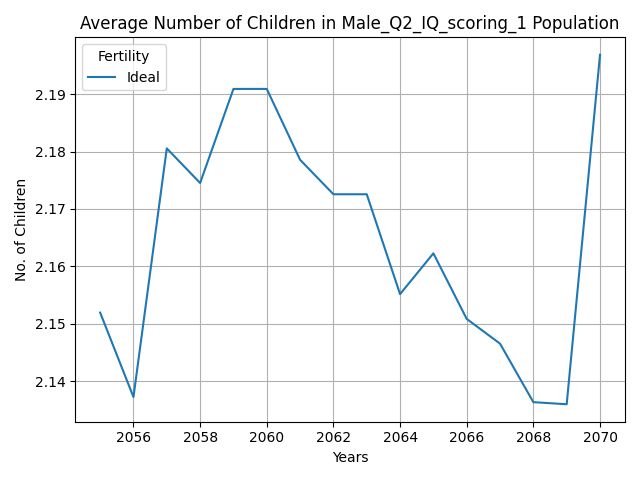 Average Number of Children in Male_Q2_IQ_scoring_1 Population
Fertility
Ideal
No. of Children
2.19
2.18
2.17
2.16
2.15
2.14
2056 2058 2060 2062 2064 2066 2068 2070
Years